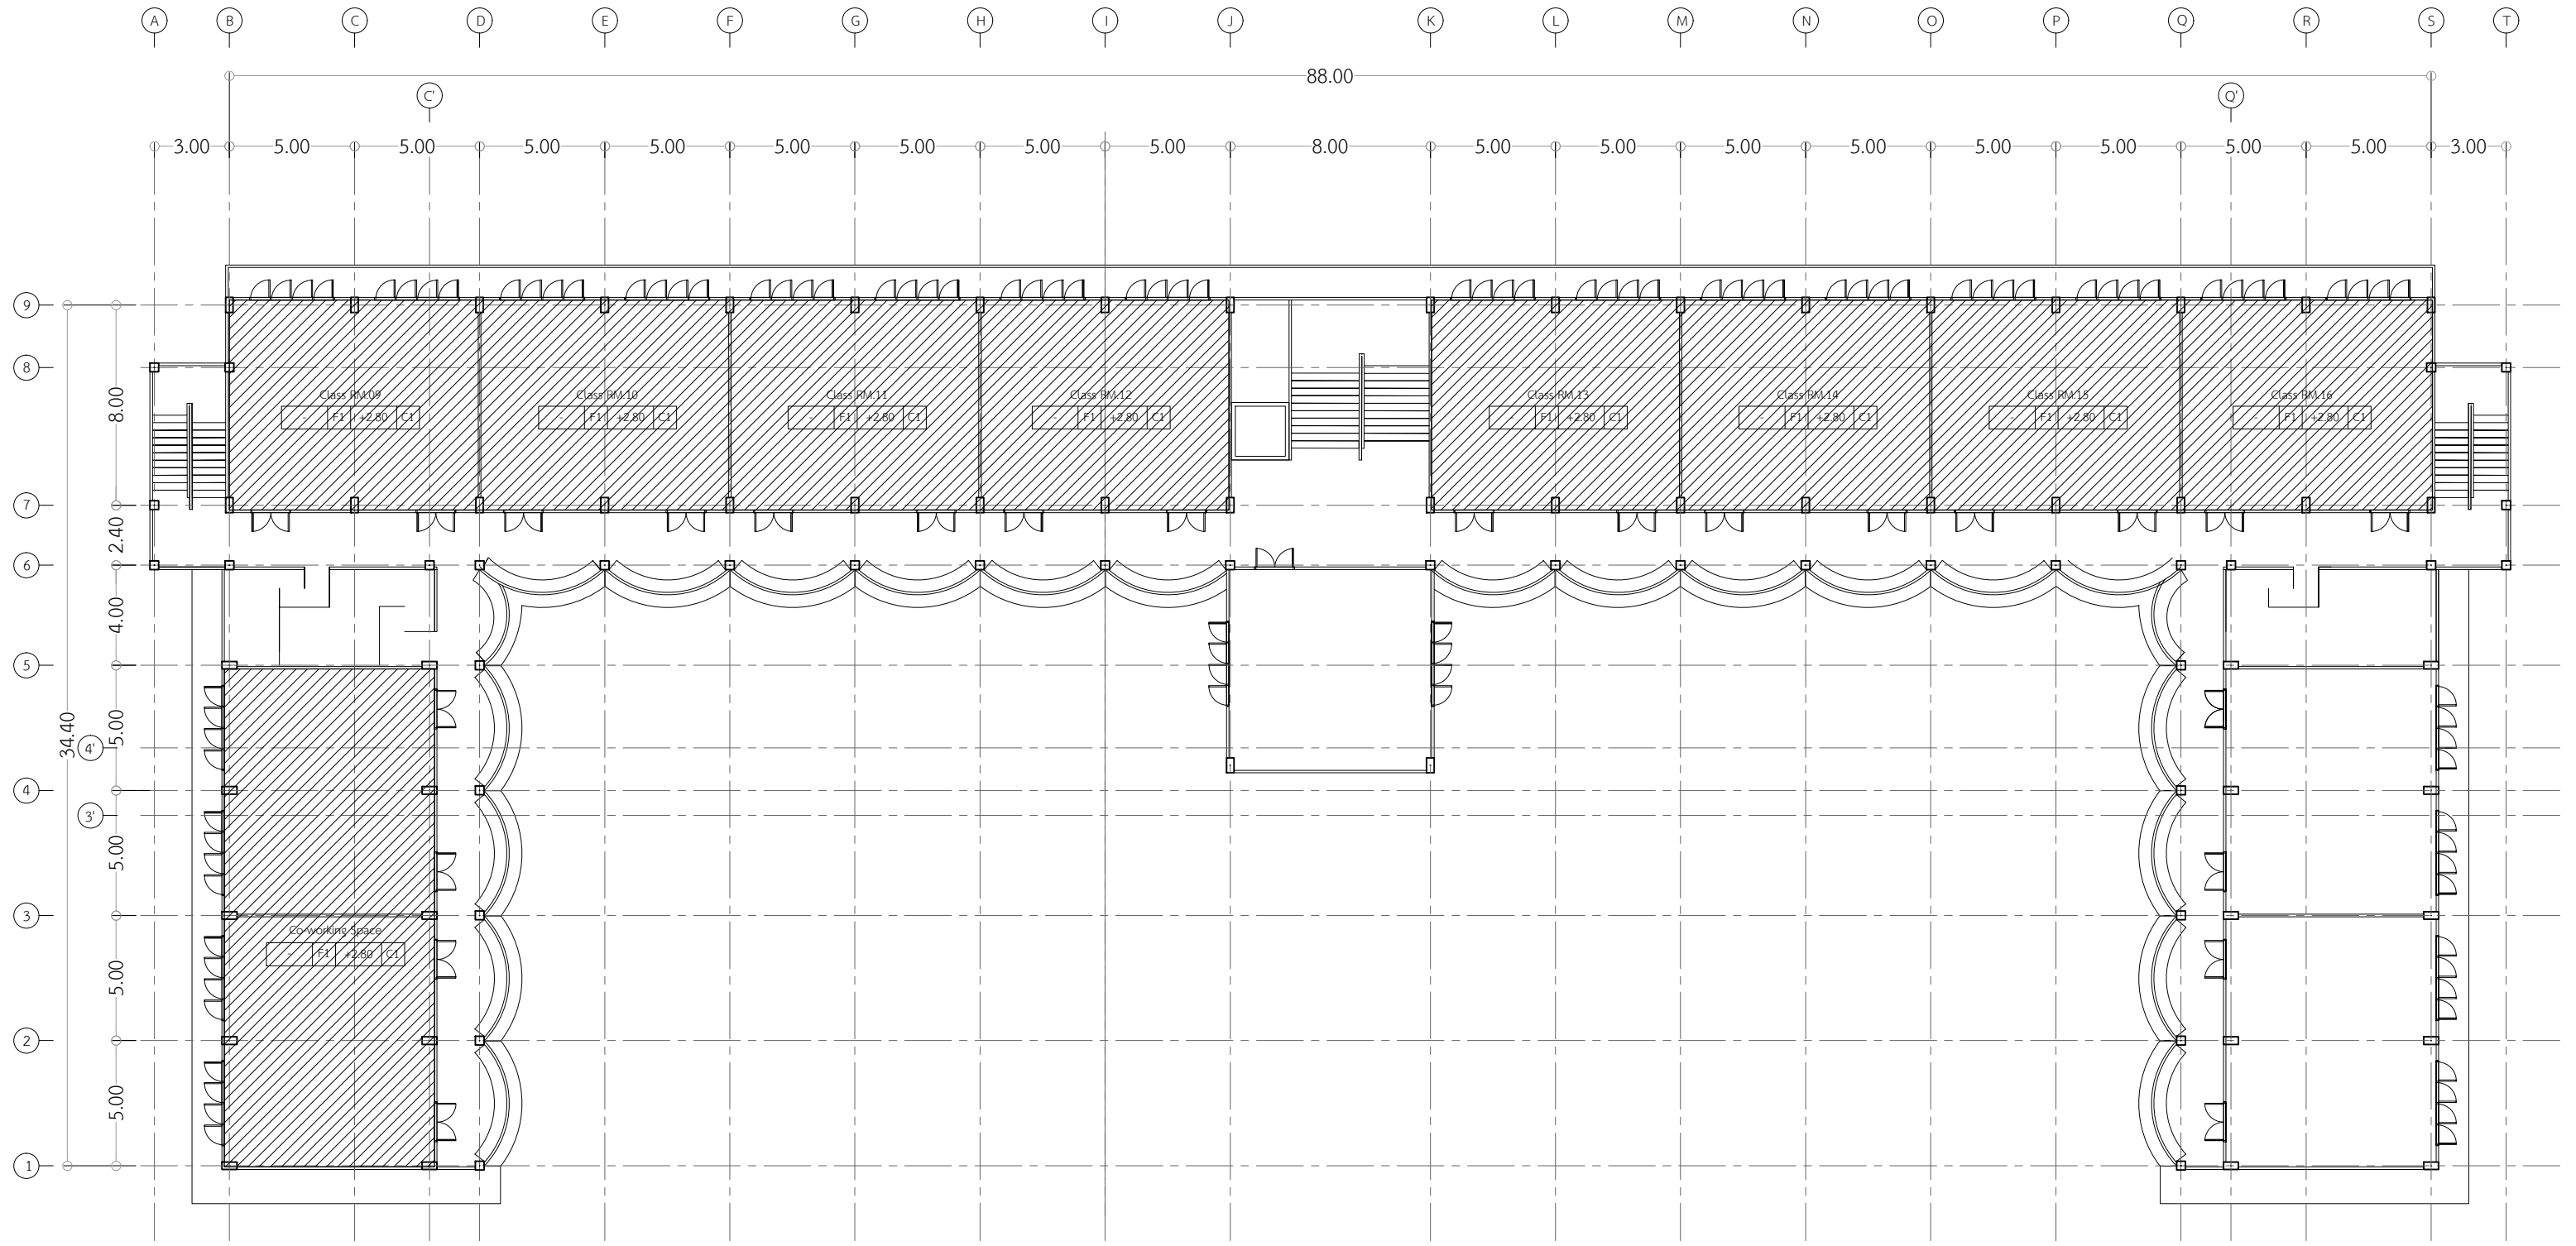 A B C D E F G H I J K L M N O P Q R S T
88.00
C' Q'
3.00 5.00 5.00 5.00 5.00 5.00 5.00 5.00 5.00 8.00 5.00 5.00 5.00 5.00 5.00 5.00 5.00 5.00 3.00
9
8
Class RM.09 Class RM.10 Class RM.11 Class RM.12 Class RM.13 Class RM.14 Class RM.15 Class RM.16
8.00
- F1 +2.80 C1 - F1 +2.80 C1 - F1 +2.80 C1 - F1 +2.80 C1 - F1 +2.80 C1 - F1 +2.80 C1 - F1 +2.80 C1 - F1 +2.80 C1
7
2.40
6
4.00
5
5.00
34.40
4'
4
3'
5.00
3
Co-working Space
- F1 +2.80 C1
5.00
2
5.00
1